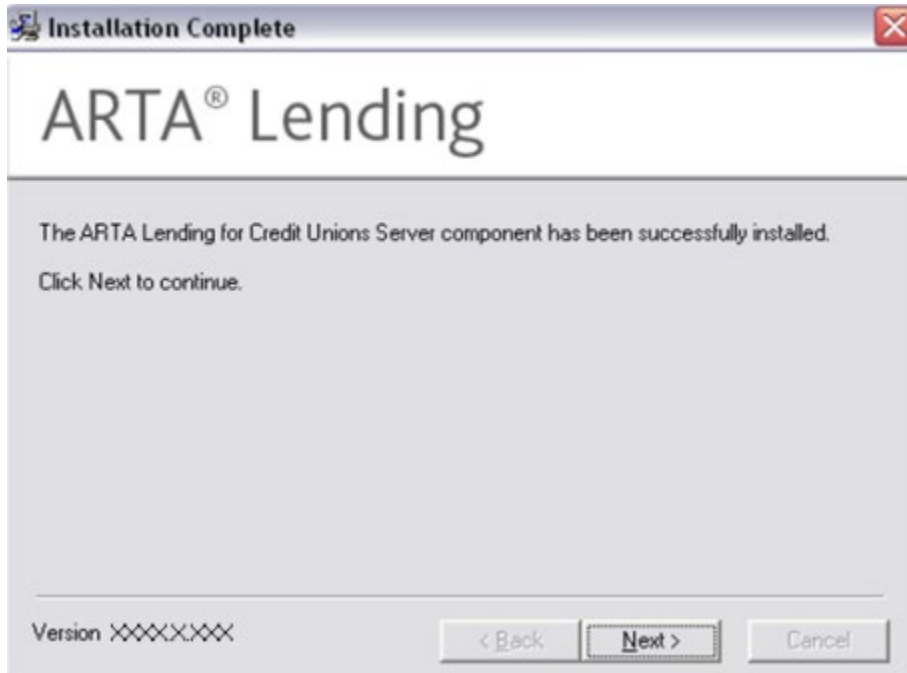 Installation Complete
ARTA® Lending
The ARTA Lending for Credit Unions Server component has been successfully installed.
Click Next to continue.
Version XXXX.X.XXX
< Back Next > Cancel